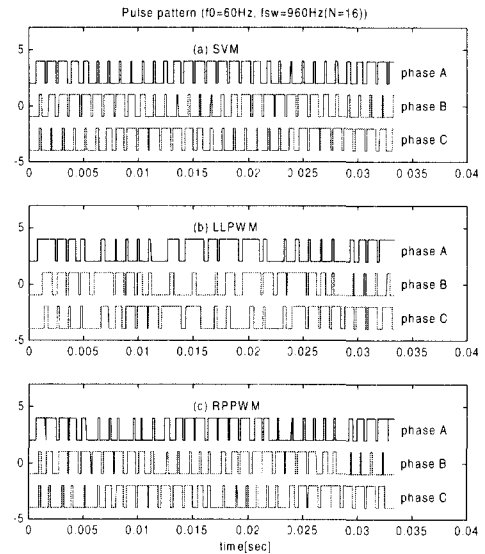 Pulse pattern (f0=60Hz, fsw=960Hz(N=16))
(a) SVM
5
0
-5
phase A
phase B
phase C
0 0.005 0.01 0.015 0.02 0.025 0.03 0.035 0.04
(b) LLPWM
5
0
-5
phase A
phase B
phase C
0 0.005 0.01 0.015 0.02 0.025 0.03 0.035 0.04
(c) RPPWM
5
0
-5
phase A
phase B
phase C
0 0.005 0.01 0.015 0.02 0.025 0.03 0.035 0.04
time[sec]